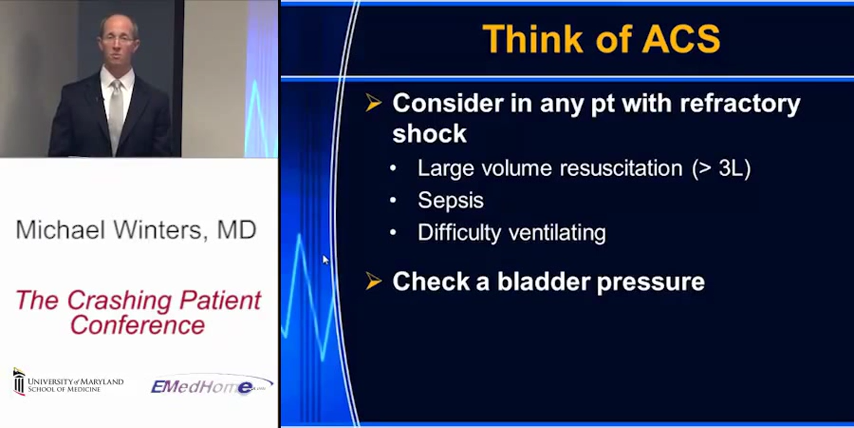 Think of ACS
Consider in any pt with refractory
shock
Large volume resuscitation (> 3L)
Sepsis
Difficulty ventilating
Check a bladder pressure
Michael Winters, MD
The Crashing Patient
Conference
UNIVERSITY of MARYLAND
SCHOOL OF MEDICINE
EMedHome.com